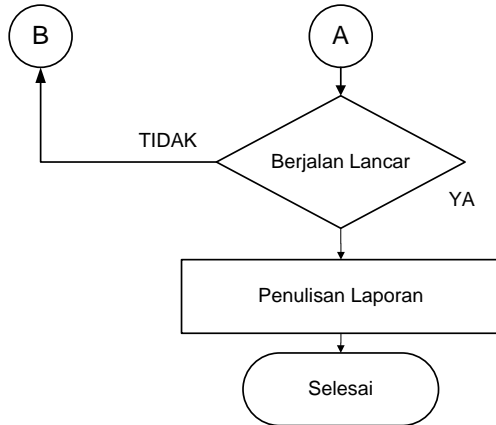 B
A
TIDAK
Berjalan Lancar
YA
Penulisan Laporan
Selesai